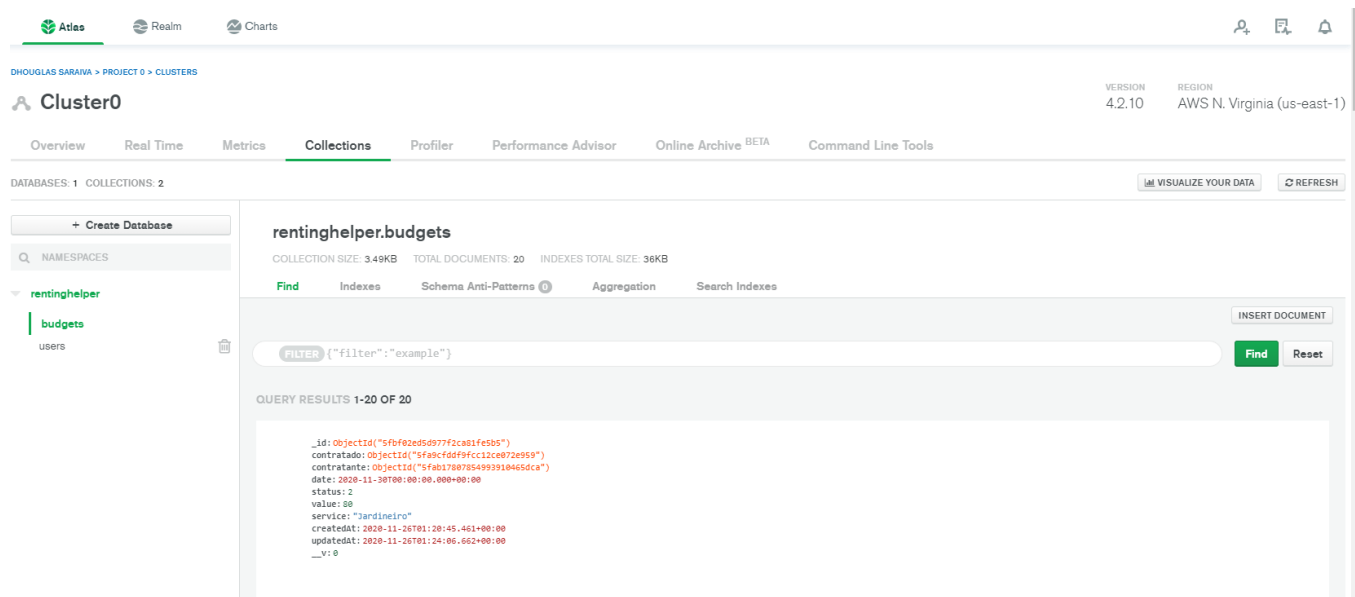 Atlas Realm Charts
DHOUGLAS SARAIVA > PROJECT 0 > CLUSTERS
Cluster0
VERSION REGION
4.2.10 AWS N. Virginia (us-east-1)
Overview Real Time Metrics Collections Profiler Performance Advisor Online Archive BETA Command Line Tools
DATABASES: 1 COLLECTIONS: 2
VISUALIZE YOUR DATA REFRESH
+ Create Database
NAMESPACES
rentinghelper
budgets
users
rentinghelper.budgets
COLLECTION SIZE: 3.49KB TOTAL DOCUMENTS: 20 INDEXES TOTAL SIZE: 36KB
Find Indexes Schema Anti-Patterns 0 Aggregation Search Indexes
INSERT DOCUMENT
FILTER {"filter":"example"}
Find Reset
QUERY RESULTS 1-20 OF 20
_id: ObjectId("5fbf02ed5d977f2ca81fe5b5")
contratado: ObjectId("5fa9cfddf9fcc12ce072e959")
contratante: ObjectId("5fab17807854993910465dca")
date: 2020-11-30T00:00:00.000+00:00
status: 2
value: 80
service: "Jardineiro"
createdAt: 2020-11-26T01:20:45.461+00:00
updatedAt: 2020-11-26T01:24:06.662+00:00
__v: 0